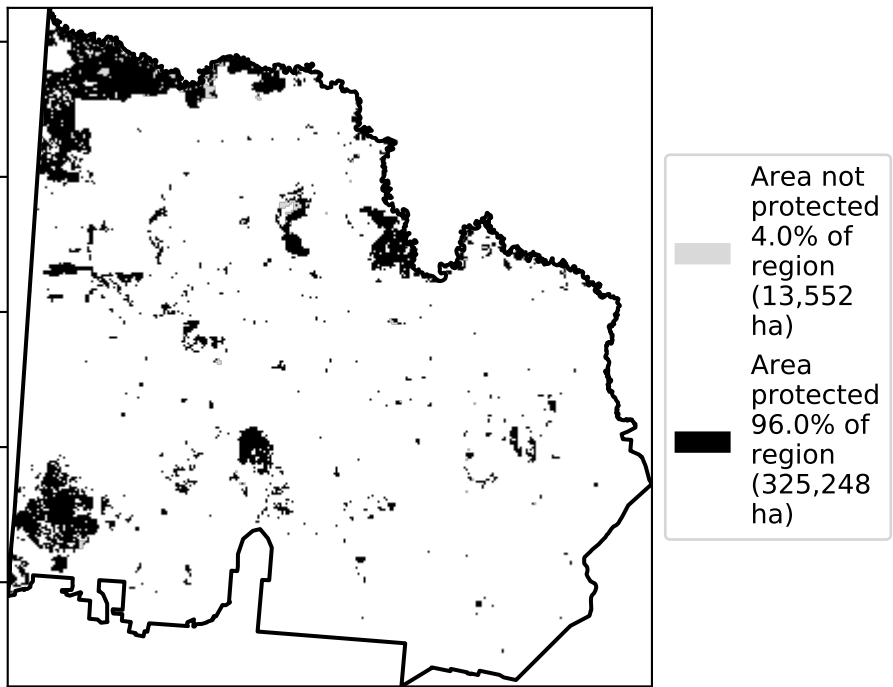 Area not
protected
4.0% of
region
(13,552
ha)
Area
protected
96.0% of
region
(325,248
ha)